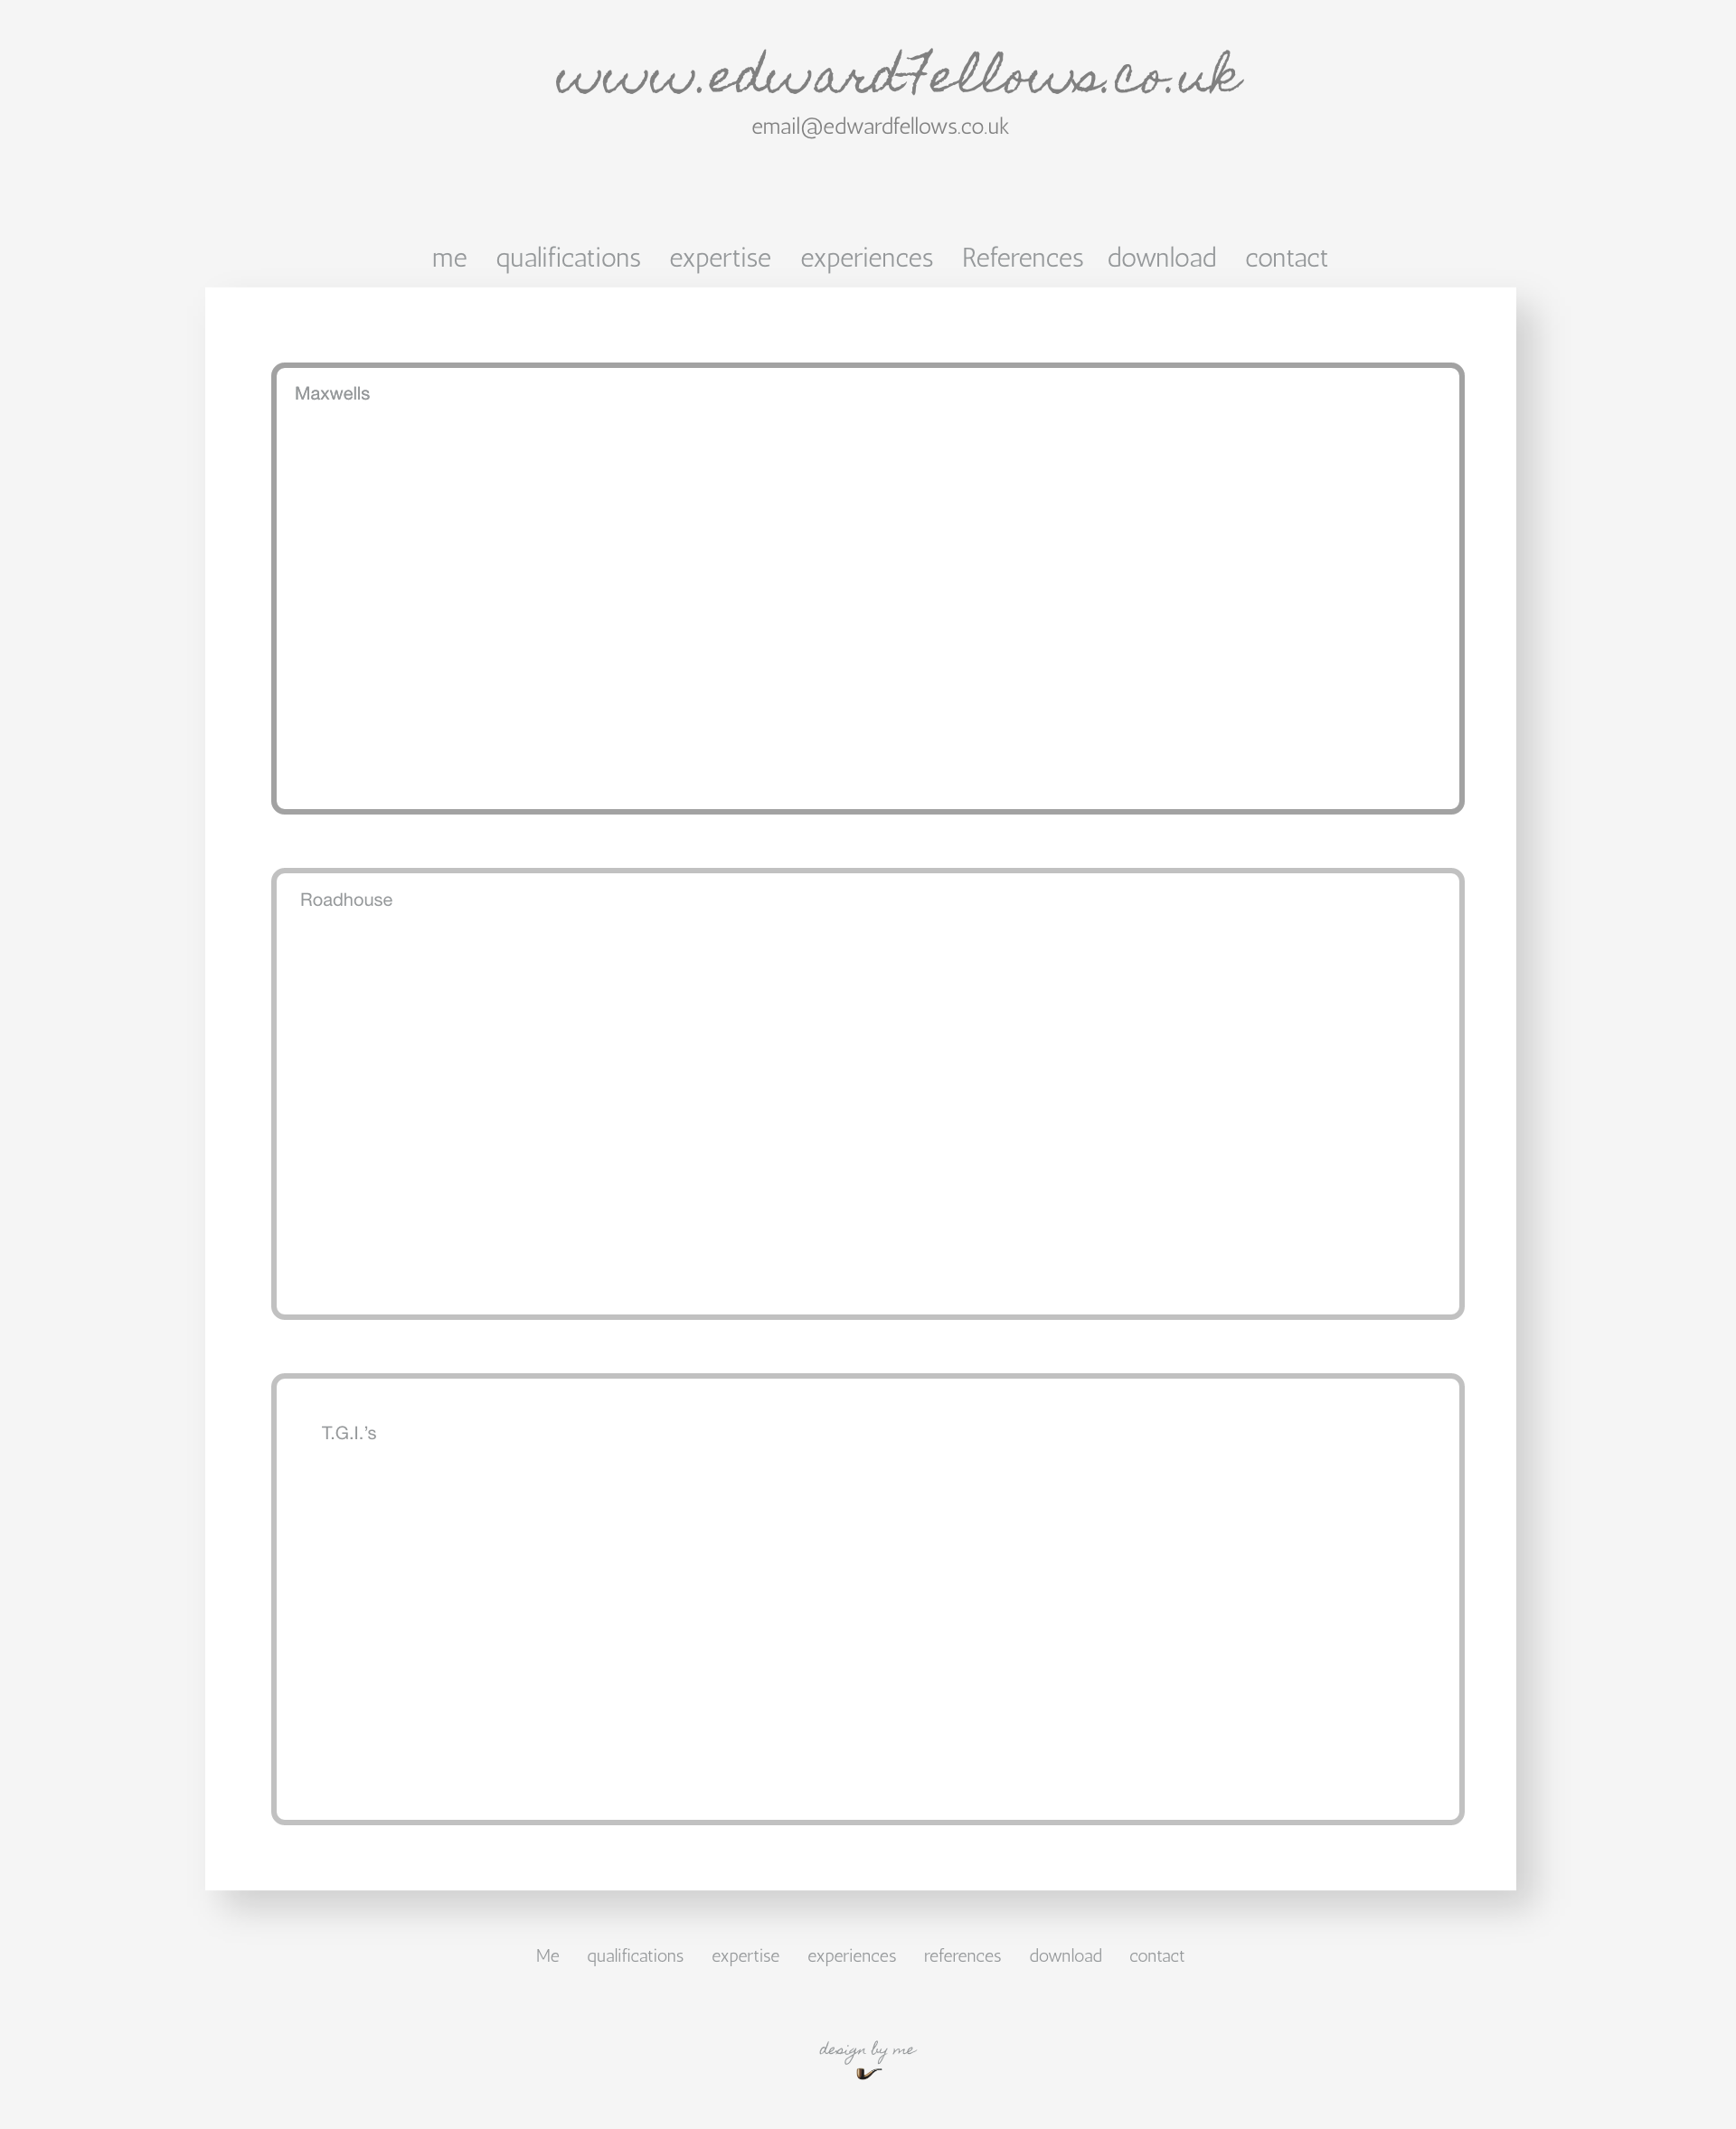 www.edwardFellows.co.uk
email@edwardfellows.co.uk
me qualifications expertise experiences References download contact
Maxwells
Roadhouse
T.G.I.’s
Me qualifications expertise experiences references download contact
design by me